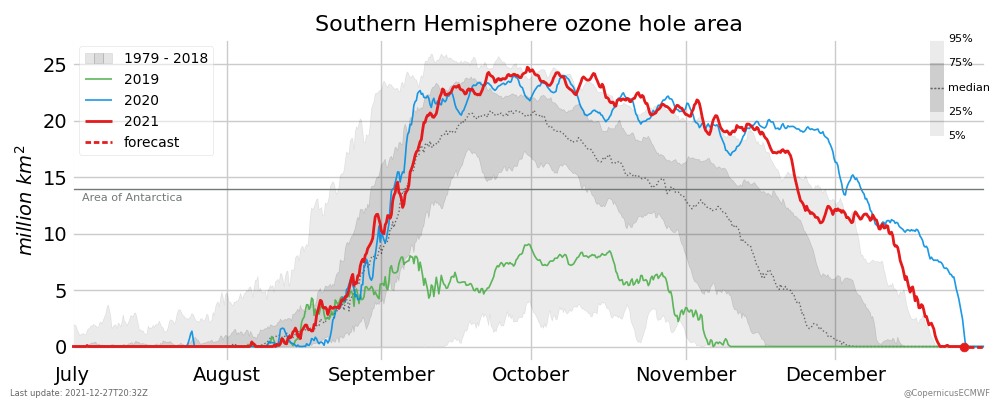 Southern Hemisphere ozone hole area
1979 - 2018
2019
2020
2021
forecast
95%
75%
median
25%
5%
million km²
25
20
15
10
5
0
Area of Antarctica
July
August
September
October
November
December
Last update: 2021-12-27T20:32Z
@CopernicusECMWF